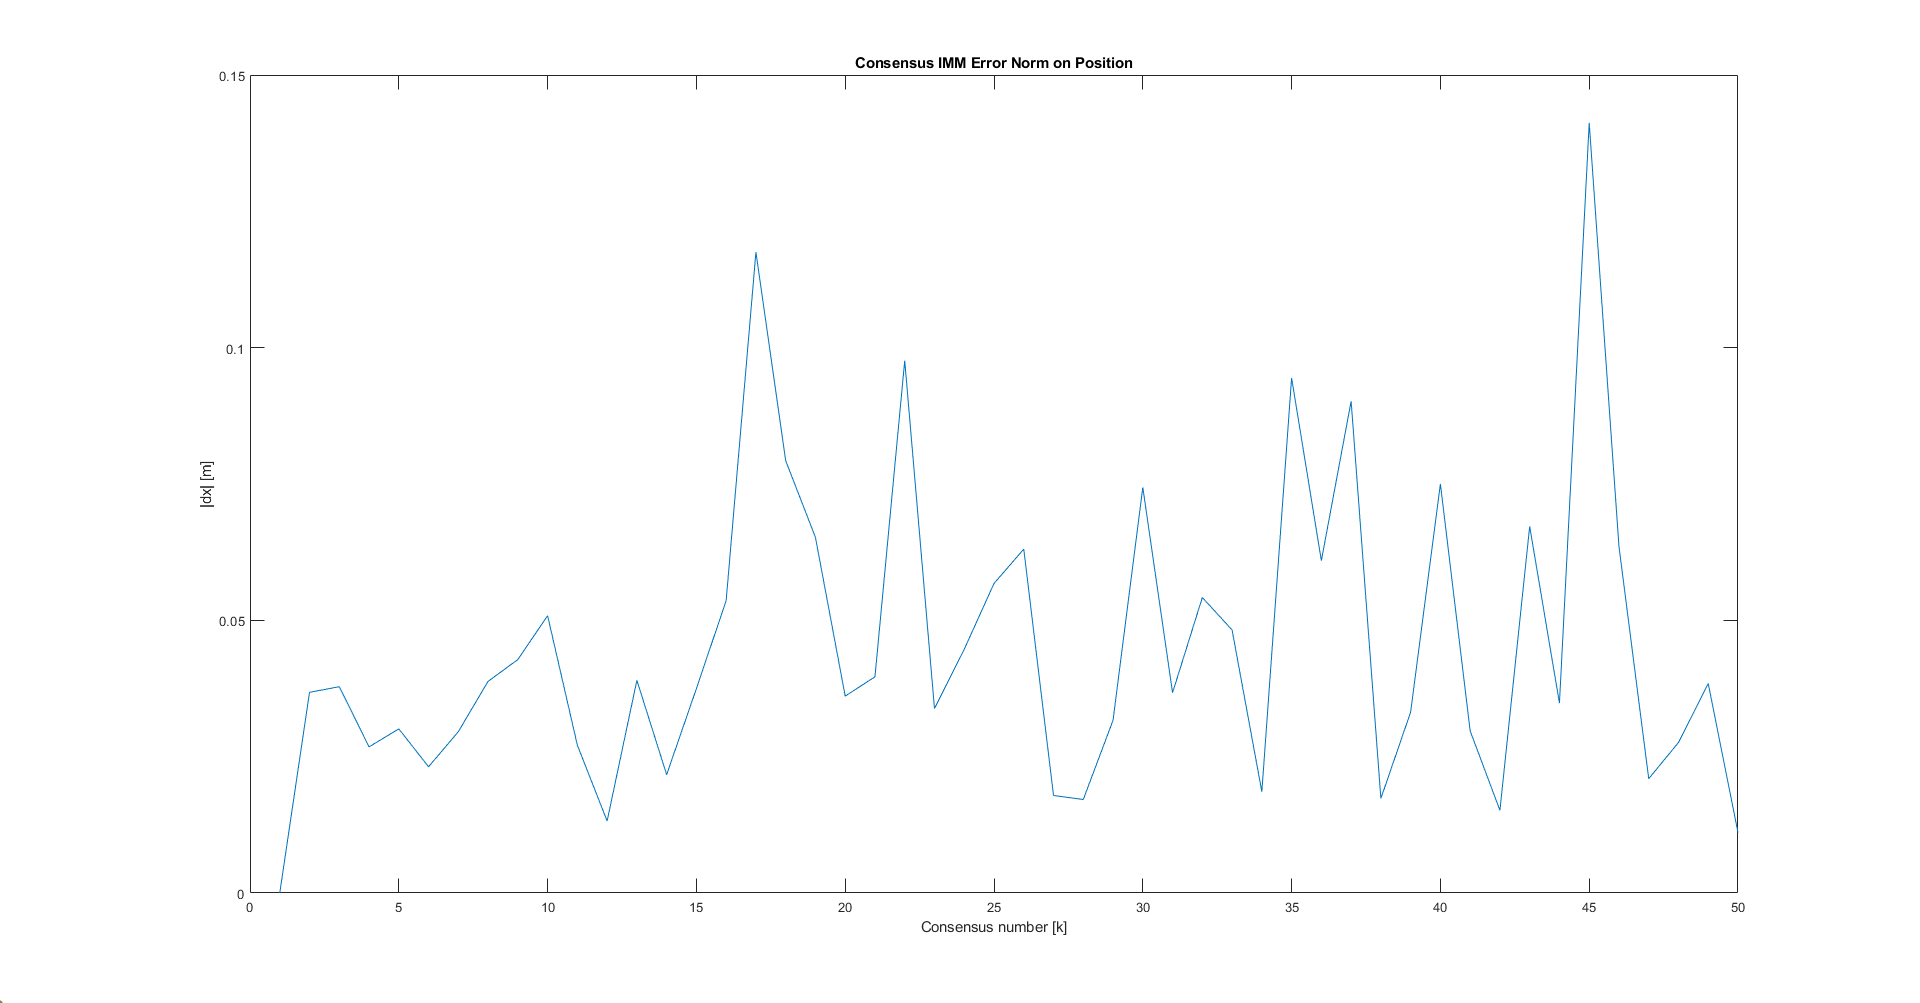 Consensus IMM Error Norm on Position
0.15
0.1
0.05
0
|dx| [m]
0 5 10 15 20 25 30 35 40 45 50
Consensus number [k]